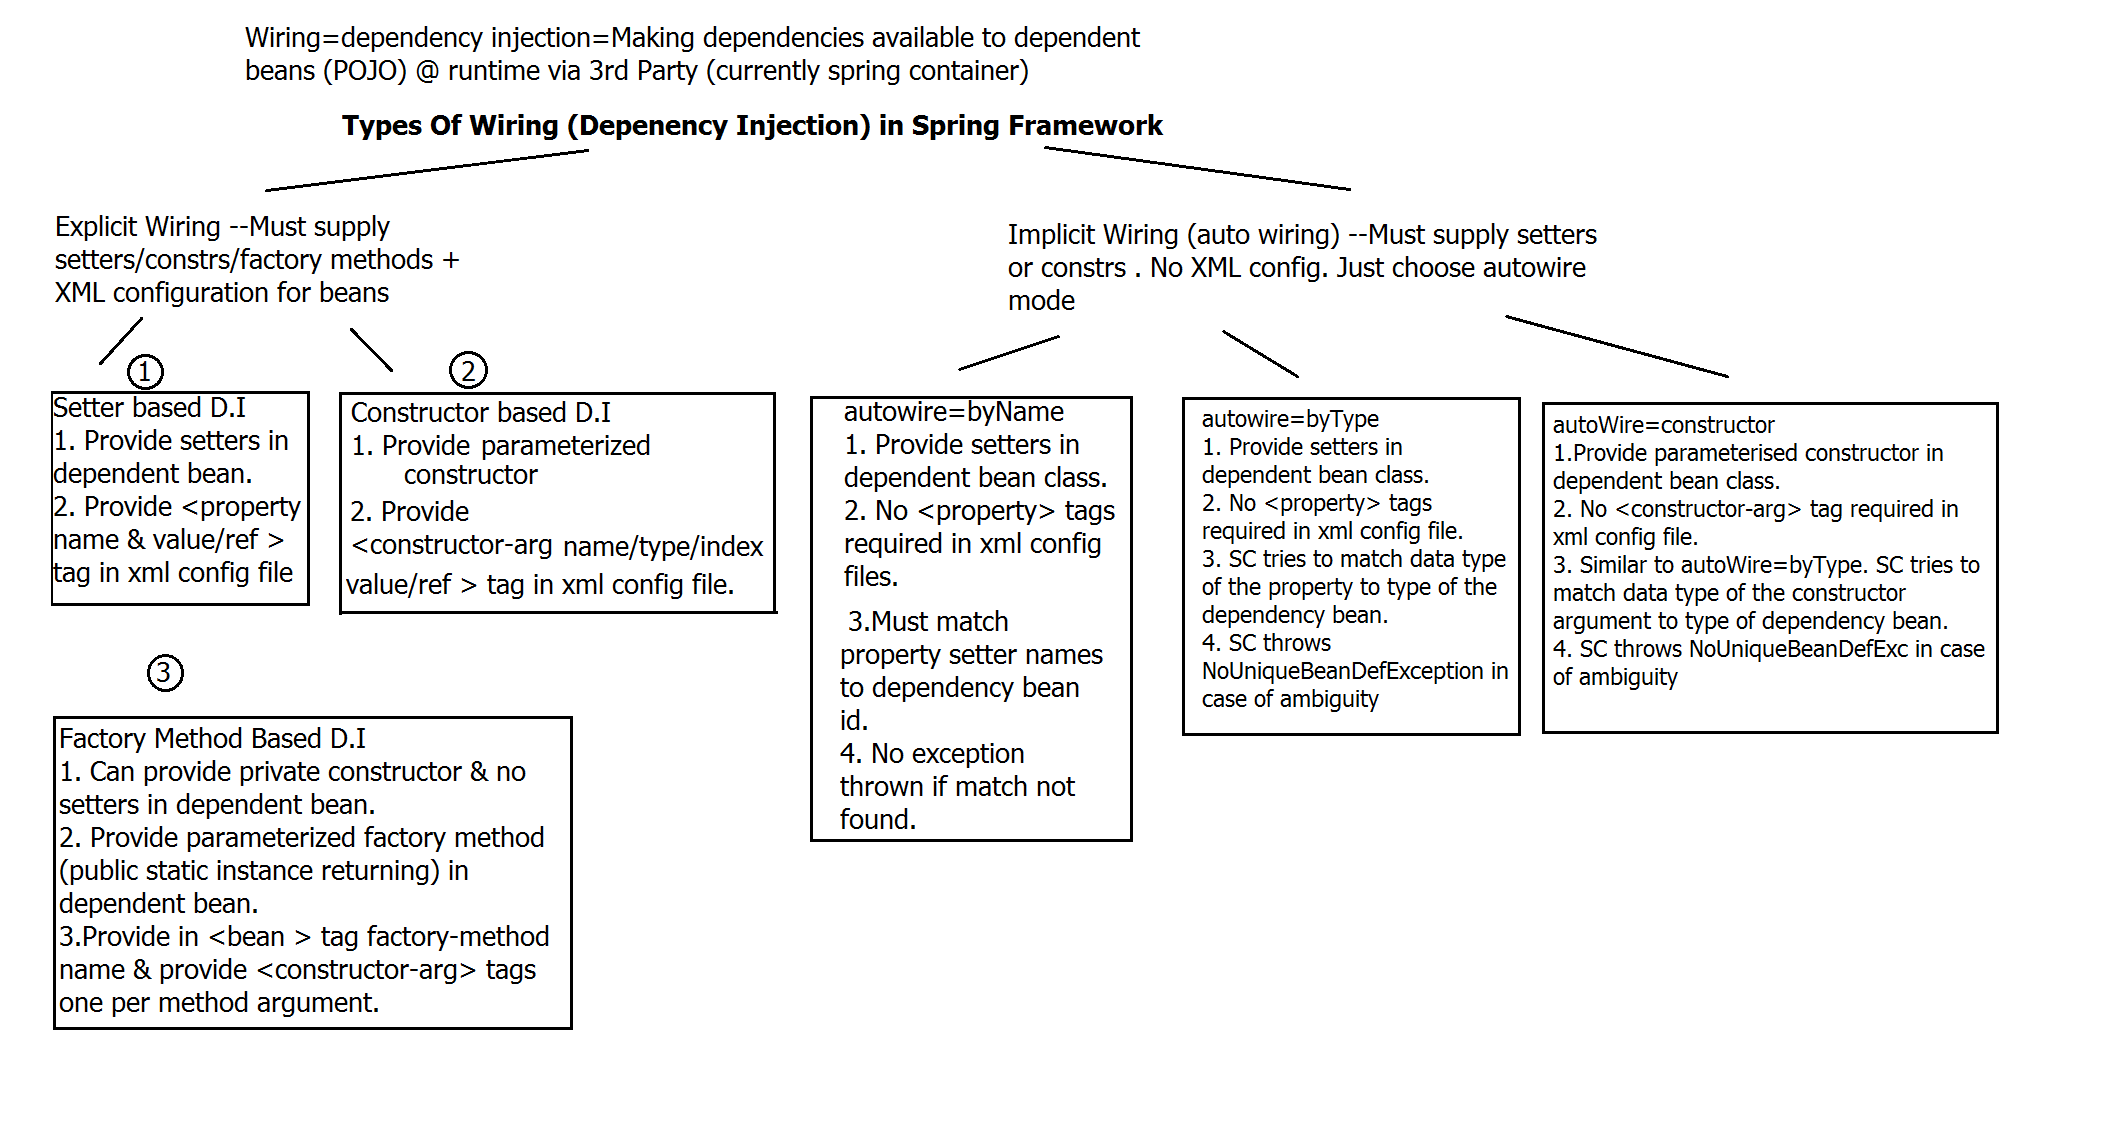 Wiring=dependency injection=Making dependencies available to dependent
beans (POJO) @ runtime via 3rd Party (currently spring container)
Types Of Wiring (Depenency Injection) in Spring Framework
Explicit Wiring --Must supply
setters/constrs/factory methods +
XML configuration for beans
Implicit Wiring (auto wiring) --Must supply setters
or constrs . No XML config. Just choose autowire
mode
1
Setter based D.I
1. Provide setters in
dependent bean.
2. Provide <property
name & value/ref >
tag in xml config file
2
Constructor based D.I
1. Provide parameterized
constructor
2. Provide
<constructor-arg name/type/index
value/ref > tag in xml config file.
3
Factory Method Based D.I
1. Can provide private constructor & no
setters in dependent bean.
2. Provide parameterized factory method
(public static instance returning) in
dependent bean.
3.Provide in <bean > tag factory-method
name & provide <constructor-arg> tags
one per method argument.
autowire=byName
1. Provide setters in
dependent bean class.
2. No <property> tags
required in xml config
files.
3.Must match
property setter names
to dependency bean
id.
4. No exception
thrown if match not
found.
autowire=byType
1. Provide setters in
dependent bean class.
2. No <property> tags
required in xml config file.
3. SC tries to match data type
of the property to type of the
dependency bean.
4. SC throws
NoUniqueBeanDefException in
case of ambiguity
autoWire=constructor
1.Provide parameterised constructor in
dependent bean class.
2. No <constructor-arg> tag required in
xml config file.
3. Similar to autoWire=byType. SC tries to
match data type of the constructor
argument to type of dependency bean.
4. SC throws NoUniqueBeanDefExc in case
of ambiguity